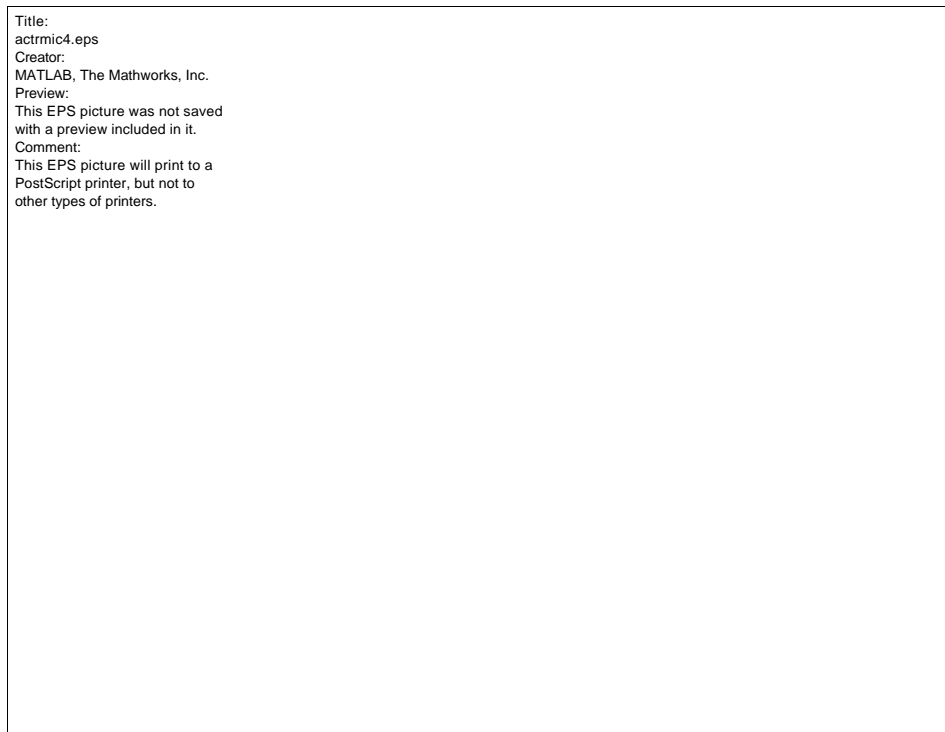 Title:
actrmic4.eps
Creator:
MATLAB, The Mathworks, Inc.
Preview:
This EPS picture was not saved
with a preview included in it.
Comment:
This EPS picture will print to a
PostScript printer, but not to
other types of printers.